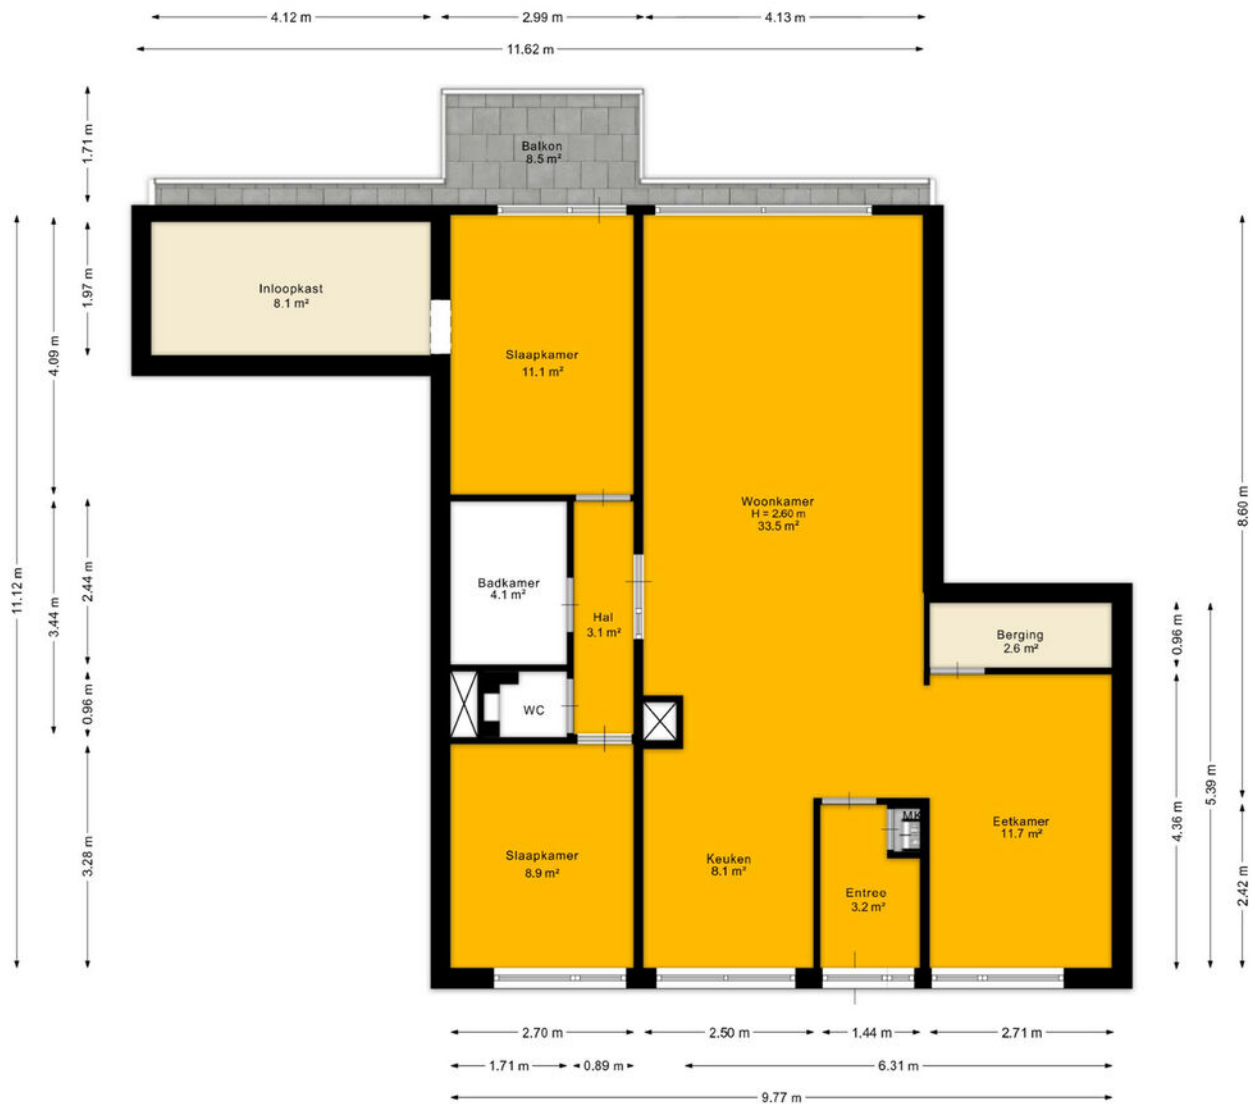 4.12 m
2.99 m
4.13 m
11.62 m
1.71 m
Balkon
8.5 m²
11.12 m
4.09 m
1.97 m
Inloopkast
8.1 m²
Slaapkamer
11.1 m²
Woonkamer
H = 2.60 m
33.5 m²
8.60 m
3.44 m
2.44 m
Badkamer
4.1 m²
Hal
3.1 m²
Berging
2.6 m²
0.96 m
0.96 m
WC
5.39 m
4.36 m
3.28 m
Slaapkamer
8.9 m²
Keuken
8.1 m²
MK
Entree
3.2 m²
Eetkamer
11.7 m²
2.42 m
2.70 m
2.50 m
1.44 m
2.71 m
1.71 m
0.89 m
6.31 m
9.77 m